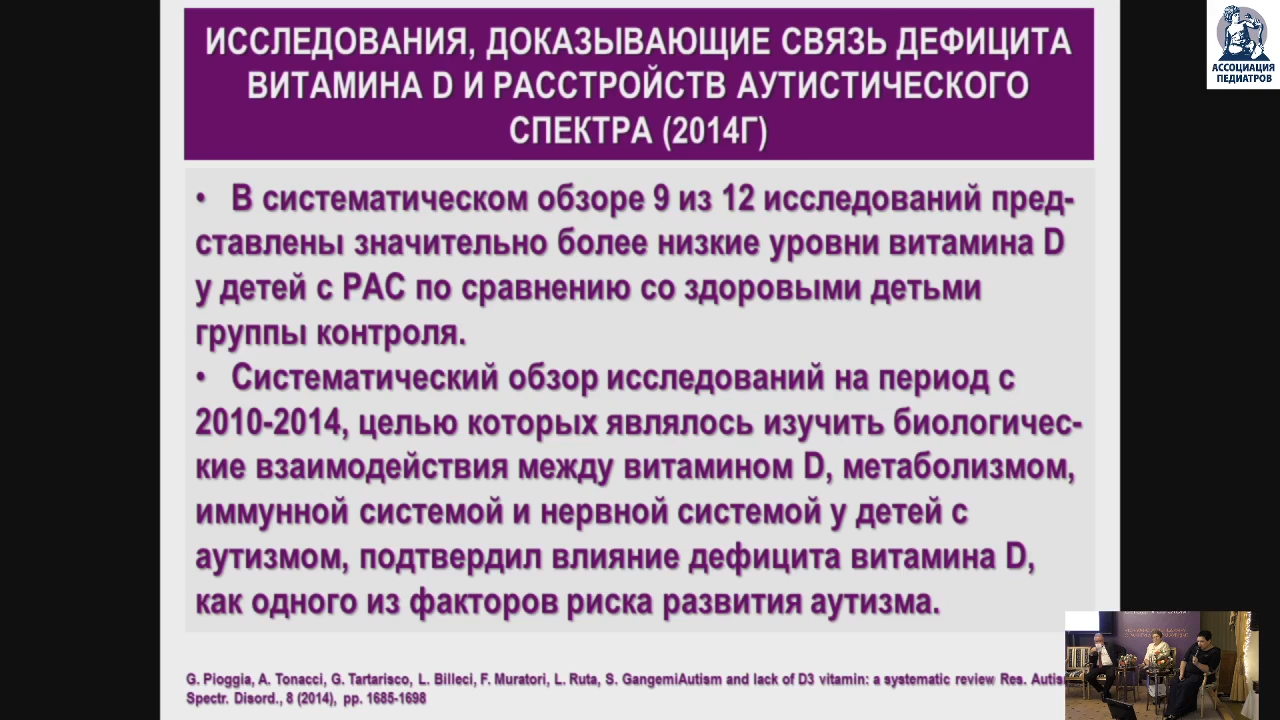 ИССЛЕДОВАНИЯ, ДОКАЗЫВАЮЩИЕ СВЯЗЬ ДЕФИЦИТА
ВИТАМИНА D И РАССТРОЙСТВ АУТИСТИЧЕСКОГО
СПЕКТРА (2014Г)
АССОЦИАЦИЯ
ПЕДИАТРОВ
• В систематическом обзоре 9 из 12 исследований пред-
ставлены значительно более низкие уровни витамина D
у детей с РАС по сравнению со здоровыми детьми
группы контроля.
• Систематический обзор исследований на период с
2010-2014, целью которых являлось изучить биологичес-
кие взаимодействия между витамином D, метаболизмом,
иммунной системой и нервной системой у детей с
аутизмом, подтвердил влияние дефицита витамина D,
как одного из факторов риска развития аутизма.
G. Pioggia, A. Tonacci, G. Tartarisco, L. Billeci, F. Muratori, L. Ruta, S. GangemiAutism and lack of D3 vitamin: a systematic review Res. Autis
Spectr. Disord., 8 (2014), pp. 1685-1698